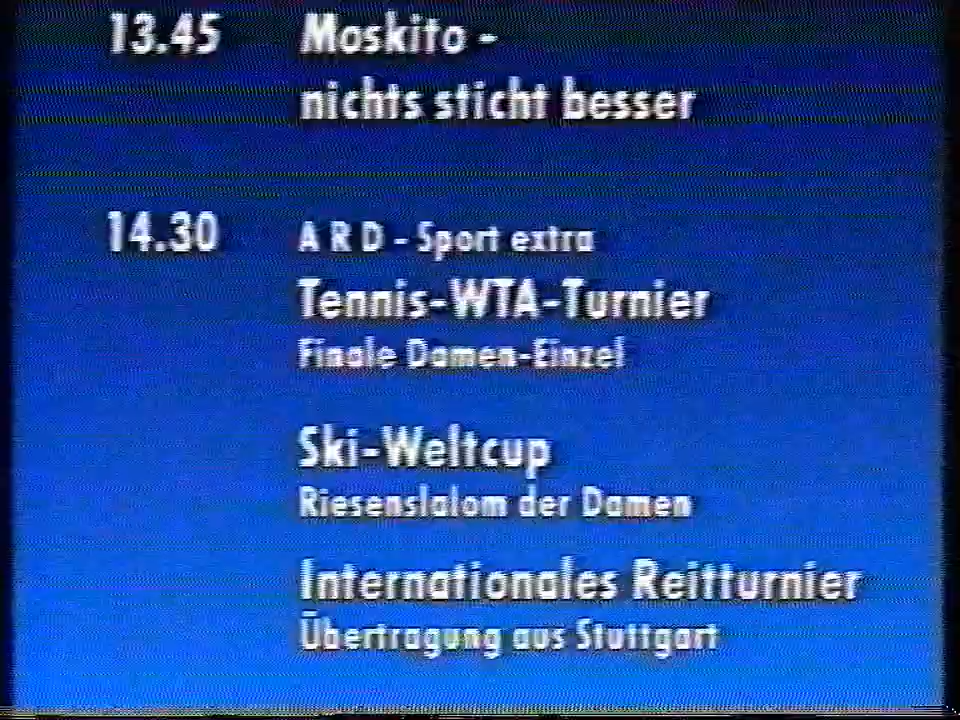 13.45 Moskito -
nichts sticht besser
14.30 A R D - Sport extra
Tennis-WTA-Turnier
Finale Damen-Einzel
Ski-Weltcup
Riesenslalom der Damen
Internationales Reitturnier
Übertragung aus Stuttgart